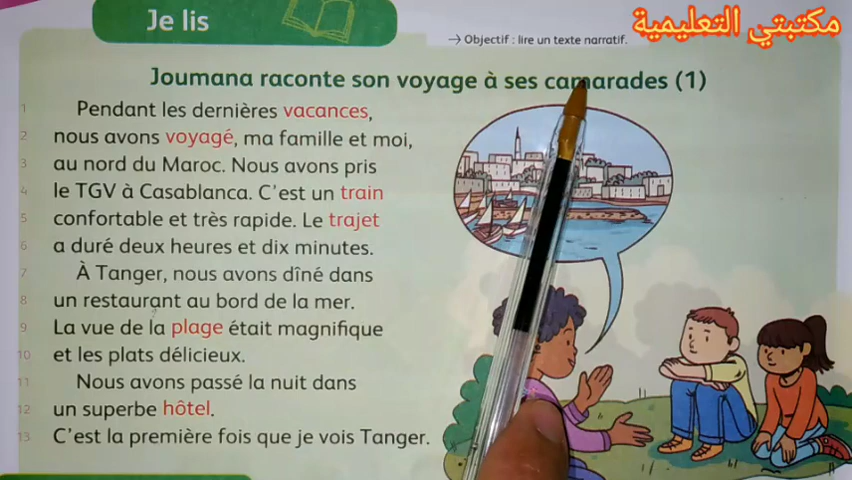 Je lis
مكتبتي التعليمية
→ Objectif : lire un texte narratif.
Joumana raconte son voyage à ses camarades (1)
1 Pendant les dernières vacances,
2 nous avons voyagé, ma famille et moi,
3 au nord du Maroc. Nous avons pris
4 le TGV à Casablanca. C'est un train
5 confortable et très rapide. Le trajet
6 a duré deux heures et dix minutes.
7 À Tanger, nous avons dîné dans
8 un restaurant au bord de la mer.
9 La vue de la plage était magnifique
10 et les plats délicieux.
11 Nous avons passé la nuit dans
12 un superbe hôtel.
13 C'est la première fois que je vois Tanger.